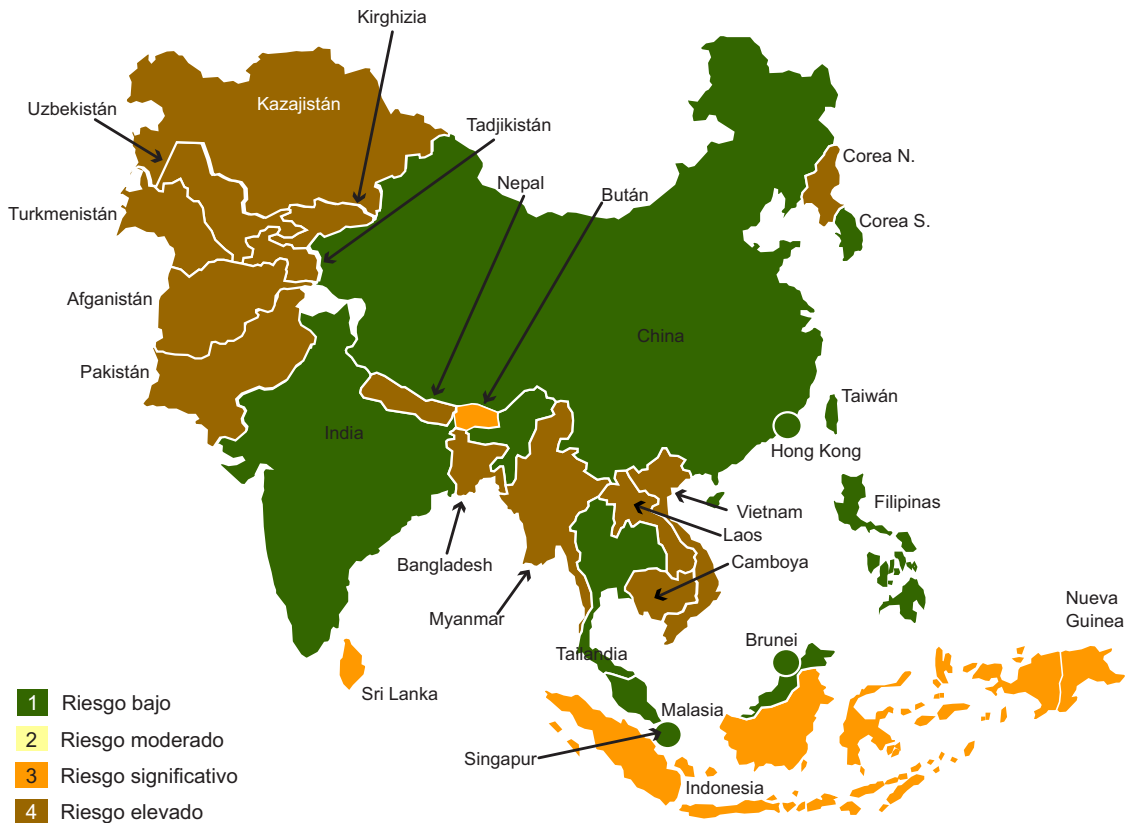 Kirghizia
Kazajistán
Uzbekistán
Tadjikistán
Corea N.
Nepal
Bután
Turkmenistán
Corea S.
Afganistán
China
Pakistán
Taiwán
India
Hong Kong
Filipinas
Vietnam
Laos
Bangladesh
Camboya
Myanmar
Nueva
Guinea
Brunei
Tailandia
Sri Lanka
Malasia
Singapur
Indonesia
1 Riesgo bajo
2 Riesgo moderado
3 Riesgo significativo
4 Riesgo elevado